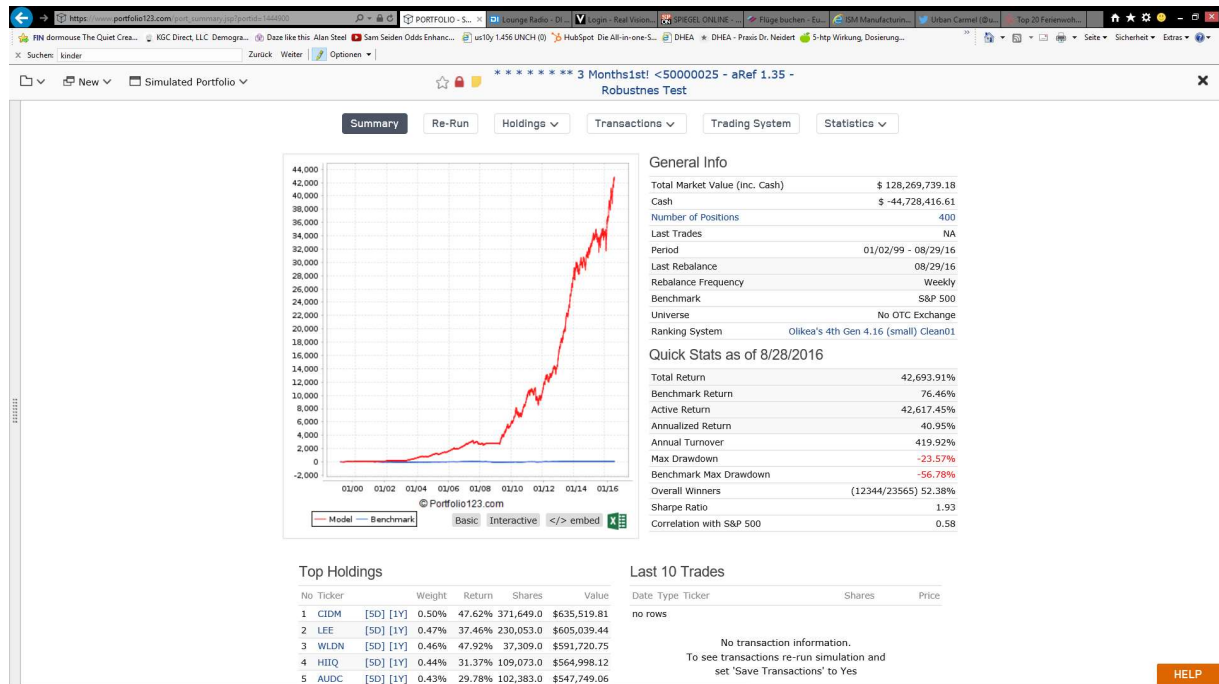 https://www.portfolio123.com/port_summary.jsp?portid=1444900
PORTFOLIO - S... Lounge Radio - DI ... Login - Real Vision... SPIEGEL ONLINE - ... Flüge buchen - Eu... ISM Manufacturin... Urban Carmel (@u... Top 20 Ferienwoh...
FIN dormouse The Quiet Crea... KGC Direct, LLC Demogra... Daze like this Alan Steel Sam Seiden Odds Enhanc... us10y 1.456 UNCH (0) HubSpot Die All-in-one-S... DHEA DHEA - Praxis Dr. Neidert 5-htp Wirkung, Dosierung... Seite Sicherheit Extras
x Suchen: kinder Zurück Weiter Optionen
New Simulated Portfolio
* * * * * * ** 3 Months1st! <50000025 - aRef 1.35 -
Robustnes Test
Summary Re-Run Holdings Transactions Trading System Statistics
44,000
42,000
40,000
38,000
36,000
34,000
32,000
30,000
28,000
26,000
24,000
22,000
20,000
18,000
16,000
14,000
12,000
10,000
8,000
6,000
4,000
2,000
0
-2,000
01/00 01/02 01/04 01/06 01/08 01/10 01/12 01/14 01/16
© Portfolio123.com
Model Benchmark Basic Interactive </> embed
General Info
Total Market Value (inc. Cash) $ 128,269,739.18
Cash $ -44,728,416.61
Number of Positions 400
Last Trades NA
Period 01/02/99 - 08/29/16
Last Rebalance 08/29/16
Rebalance Frequency Weekly
Benchmark S&P 500
Universe No OTC Exchange
Ranking System Olikea's 4th Gen 4.16 (small) Clean01
Quick Stats as of 8/28/2016
Total Return 42,693.91%
Benchmark Return 76.46%
Active Return 42,617.45%
Annualized Return 40.95%
Annual Turnover 419.92%
Max Drawdown -23.57%
Benchmark Max Drawdown -56.78%
Overall Winners (12344/23565) 52.38%
Sharpe Ratio 1.93
Correlation with S&P 500 0.58
Top Holdings
No Ticker Weight Return Shares Value
1 CIDM [5D] [1Y] 0.50% 47.62% 371,649.0 $635,519.81
2 LEE [5D] [1Y] 0.47% 37.46% 230,053.0 $605,039.44
3 WLDN [5D] [1Y] 0.46% 47.92% 37,309.0 $591,720.75
4 HIIQ [5D] [1Y] 0.44% 31.37% 109,073.0 $564,998.12
5 AUDC [5D] [1Y] 0.43% 29.78% 102,383.0 $547,749.06
Last 10 Trades
Date Type Ticker Shares Price
no rows
No transaction information.
To see transactions re-run simulation and
set 'Save Transactions' to Yes
HELP